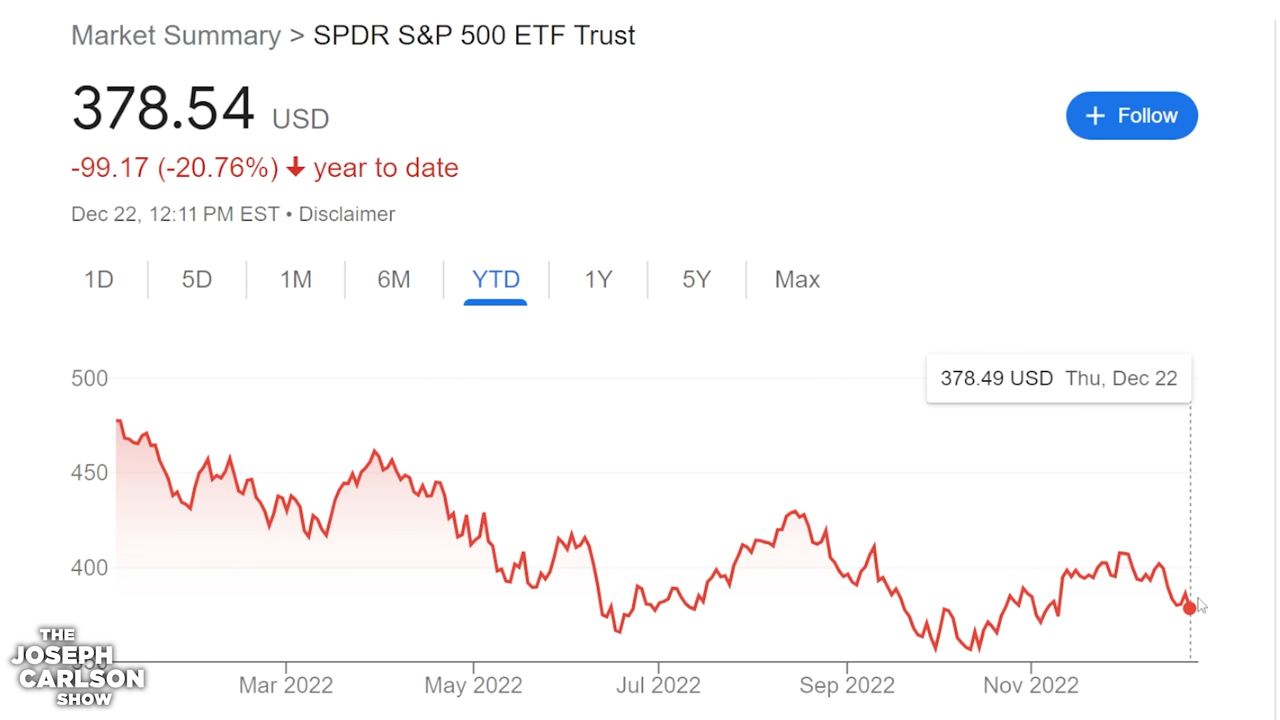 Market Summary > SPDR S&P 500 ETF Trust
378.54 USD
+ Follow
-99.17 (-20.76%) ↓ year to date
Dec 22, 12:11 PM EST • Disclaimer
1D 5D 1M 6M YTD 1Y 5Y Max
500
378.49 USD Thu, Dec 22
450
400
THE
JOSEPH
CARLSON
SHOW
Mar 2022 May 2022 Jul 2022 Sep 2022 Nov 2022